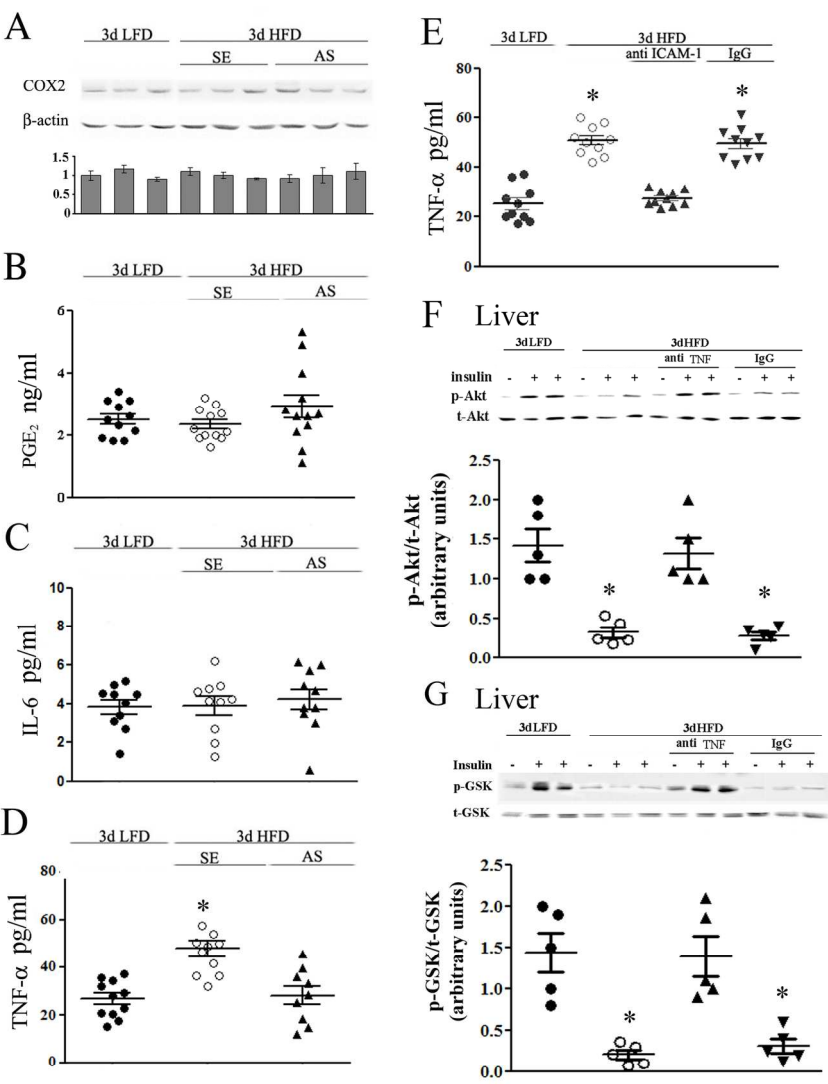 A
3d LFD 3d HFD
SE AS
COX2
β-actin
1.5
1
0.5
0
B
3d LFD 3d HFD
SE AS
6
4
2
0
PGE2 ng/ml
C
3d LFD 3d HFD
SE AS
10
8
6
4
2
0
IL-6 pg/ml
D
3d LFD 3d HFD
SE AS
80
60
40
20
0
TNF-α pg/ml
*
E
3d LFD 3d HFD
anti ICAM-1 IgG
80
60
40
20
0
TNF-α pg/ml
* *
F Liver
3dLFD 3dHFD
anti TNF IgG
insulin - + + - + + - + + - + +
p-Akt
t-Akt
2.5
2.0
1.5
1.0
0.5
0.0
p-Akt/t-Akt
(arbitrary units)
* *
G Liver
3dLFD 3dHFD
anti TNF IgG
Insulin - + + - + + - + + - + +
p-GSK
t-GSK
2.5
2.0
1.5
1.0
0.5
0.0
p-GSK/t-GSK
(arbitrary units)
* *